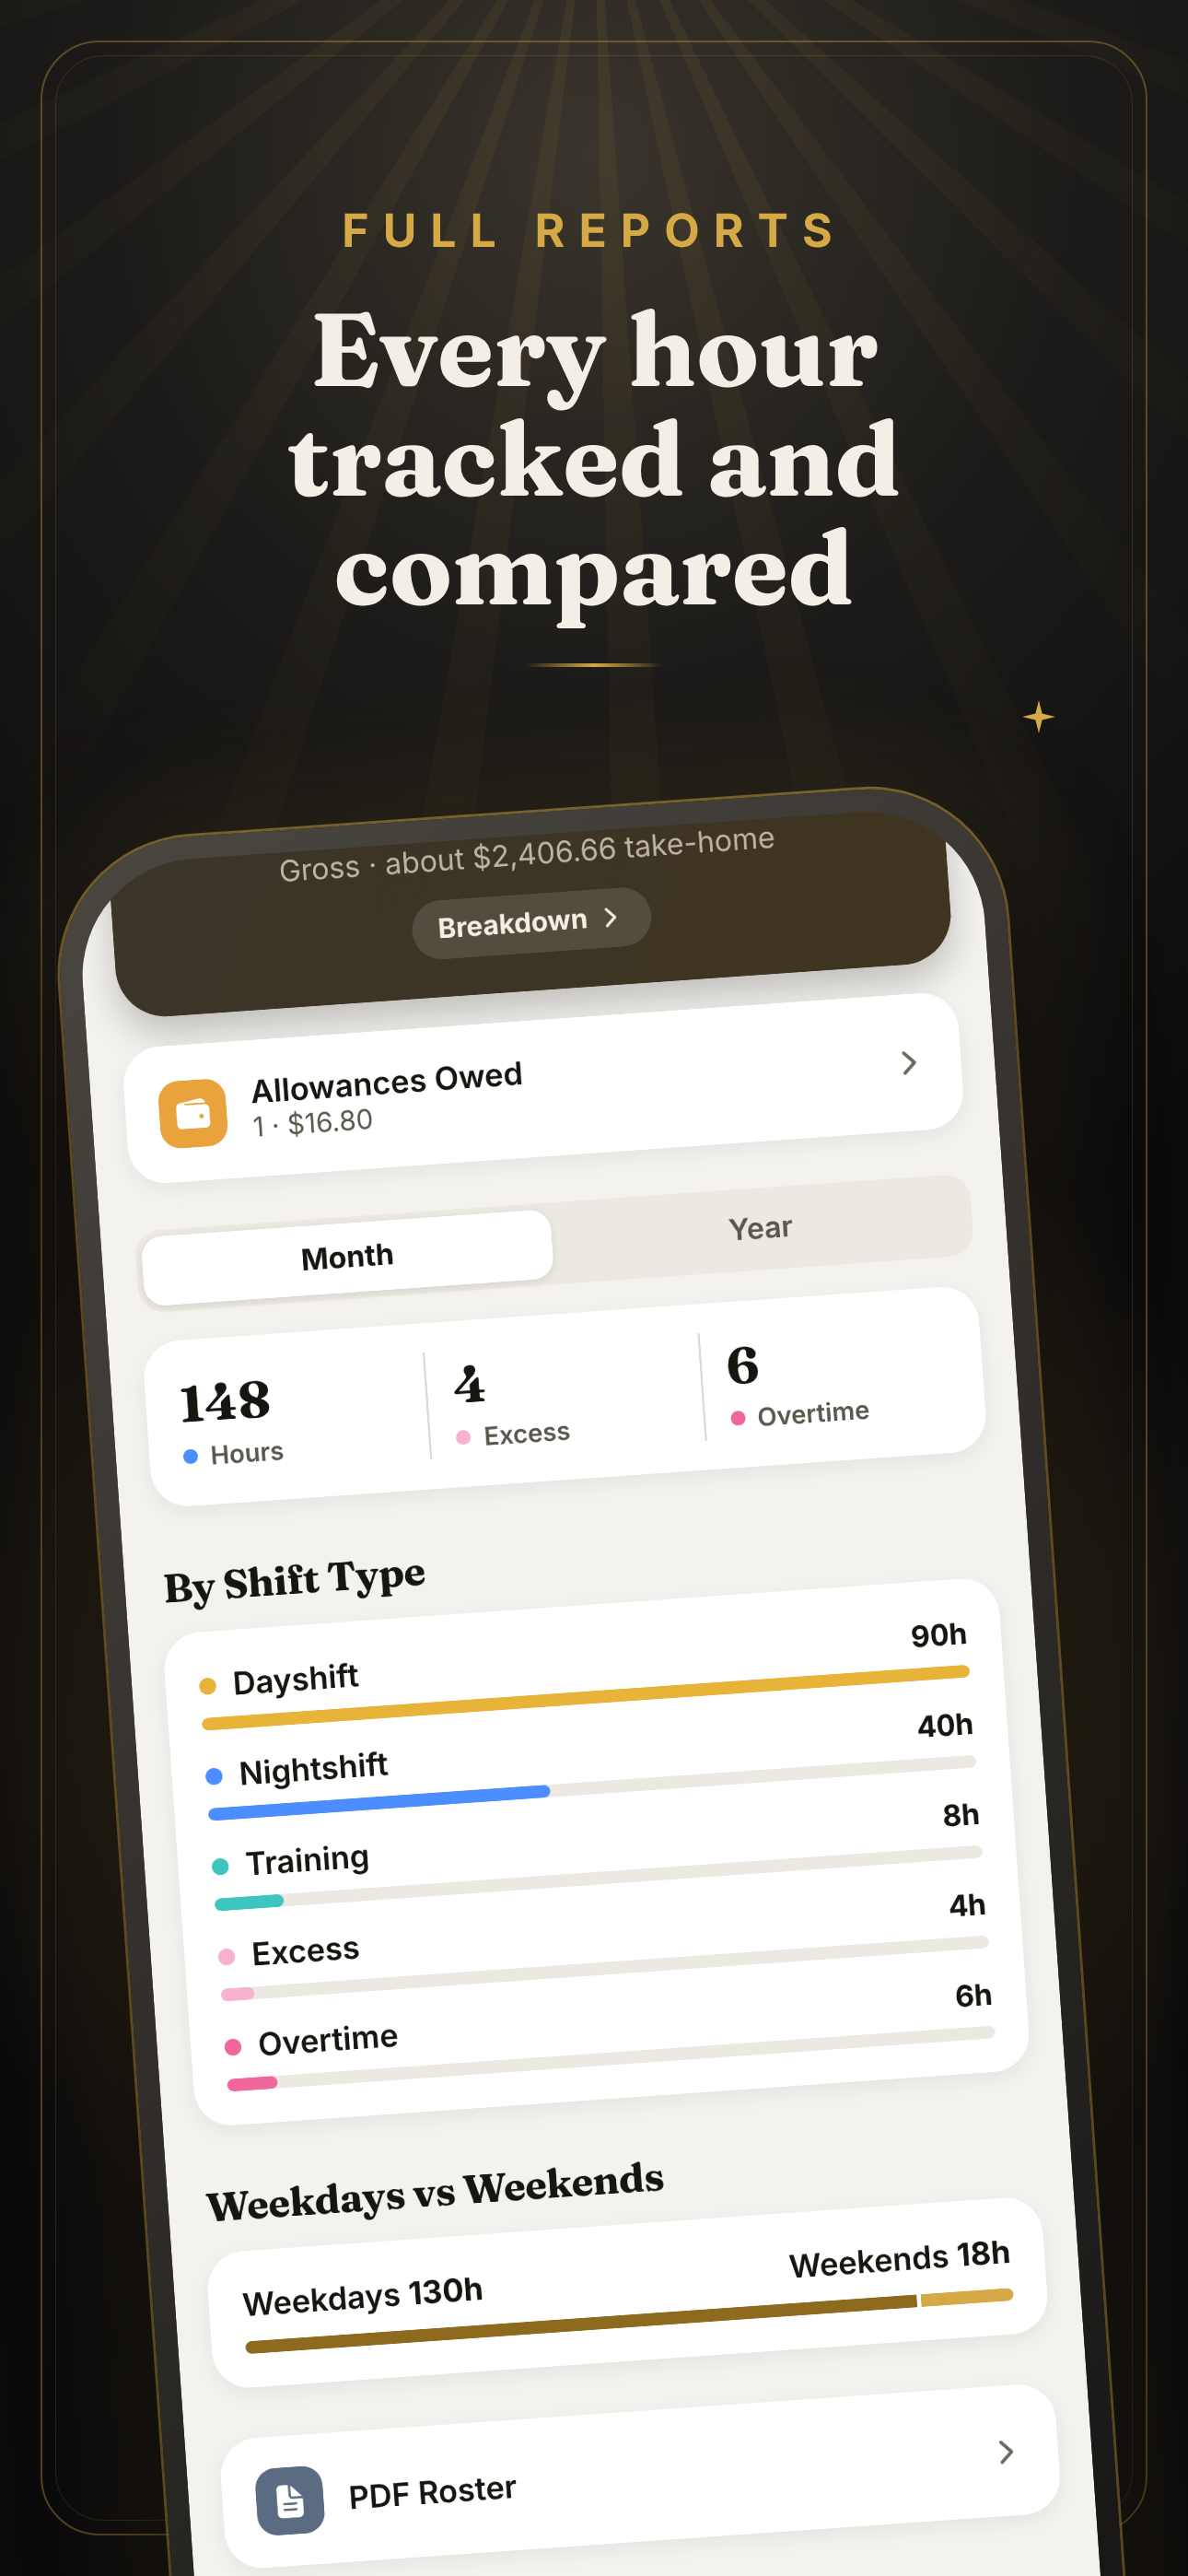 FULL REPORTS
Every hour
tracked and
compared
Gross · about $2,406.66 take-home
Breakdown
Allowances Owed
1 · $16.80
Month
Year
148
Hours
4
Excess
6
Overtime
By Shift Type
Dayshift
90h
Nightshift
40h
Training
8h
Excess
4h
Overtime
6h
Weekdays vs Weekends
Weekdays 130h
Weekends 18h
PDF Roster